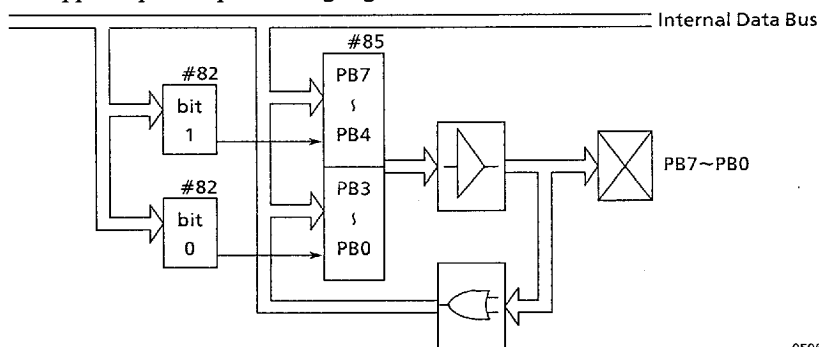 Internal Data Bus
#85
#82
bit
1
PB7
~
PB4
#82
bit
0
PB3
~
PB0
PB7~PB0